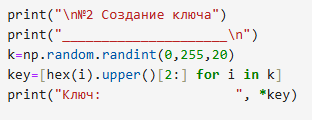 print("\n№2 Создание ключа")
print("_____________________\n")
k=np.random.randint(0,255,20)
key=[hex(i).upper()[2:] for i in k]
print("Ключ:                 ", *key)